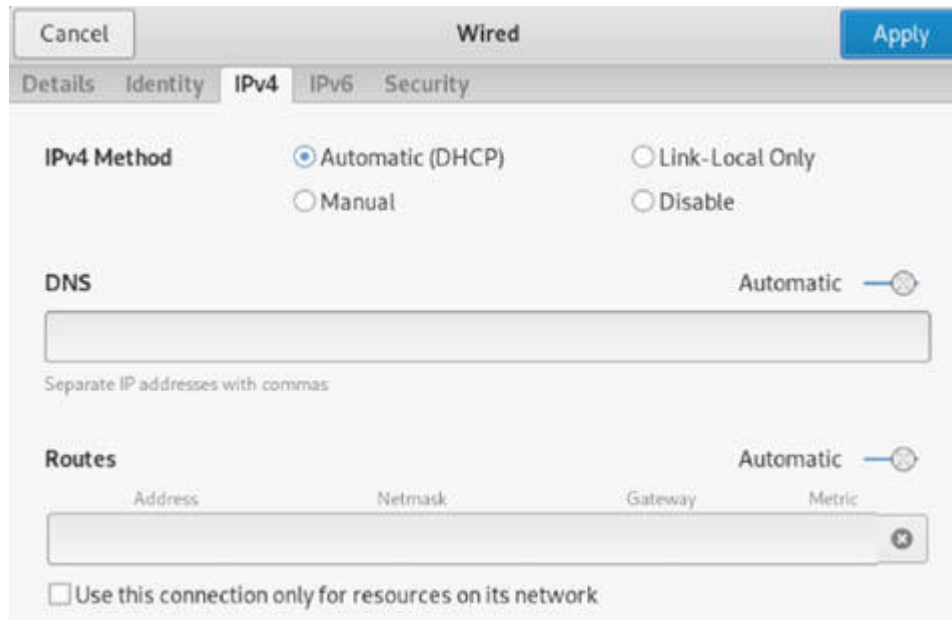 Cancel Wired Apply
Details Identity IPv4 IPv6 Security
IPv4 Method Automatic (DHCP) Link-Local Only
Manual Disable
DNS Automatic
Separate IP addresses with commas
Routes Automatic
Address Netmask Gateway Metric
Use this connection only for resources on its network